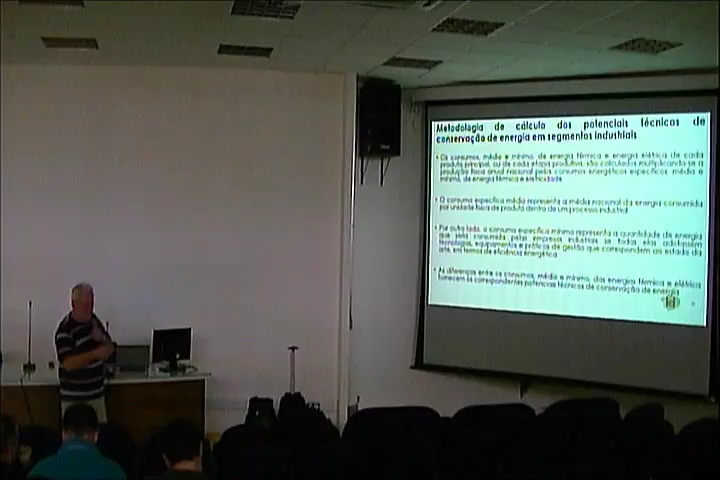 Metodologia de cálculo dos potenciais técnicos de
conservação de energia em segmentos industriais
Os consumos, médio e mínimo, de energia térmica e energia elétrica de cada
produto principal, ou de cada etapa produtiva, são calculados multiplicando-se a
produção física anual nacional pelos consumos energéticos específicos, médio e
mínimo, de energia térmica e eletricidade
O consumo específico médio representa a média nacional da energia consumida
por unidade física de produto dentro de um processo industrial
Por outro lado, o consumo específico mínimo representa a quantidade de energia
que seria consumida pelas empresas industriais se todas elas adotassem
tecnologias, equipamentos e práticas de gestão que correspondem ao estado da
arte, em termos de eficiência energética
As diferenças entre os consumos, médio e mínimo, das energias térmica e elétrica
fornecem os correspondentes potenciais técnicos de conservação de energia